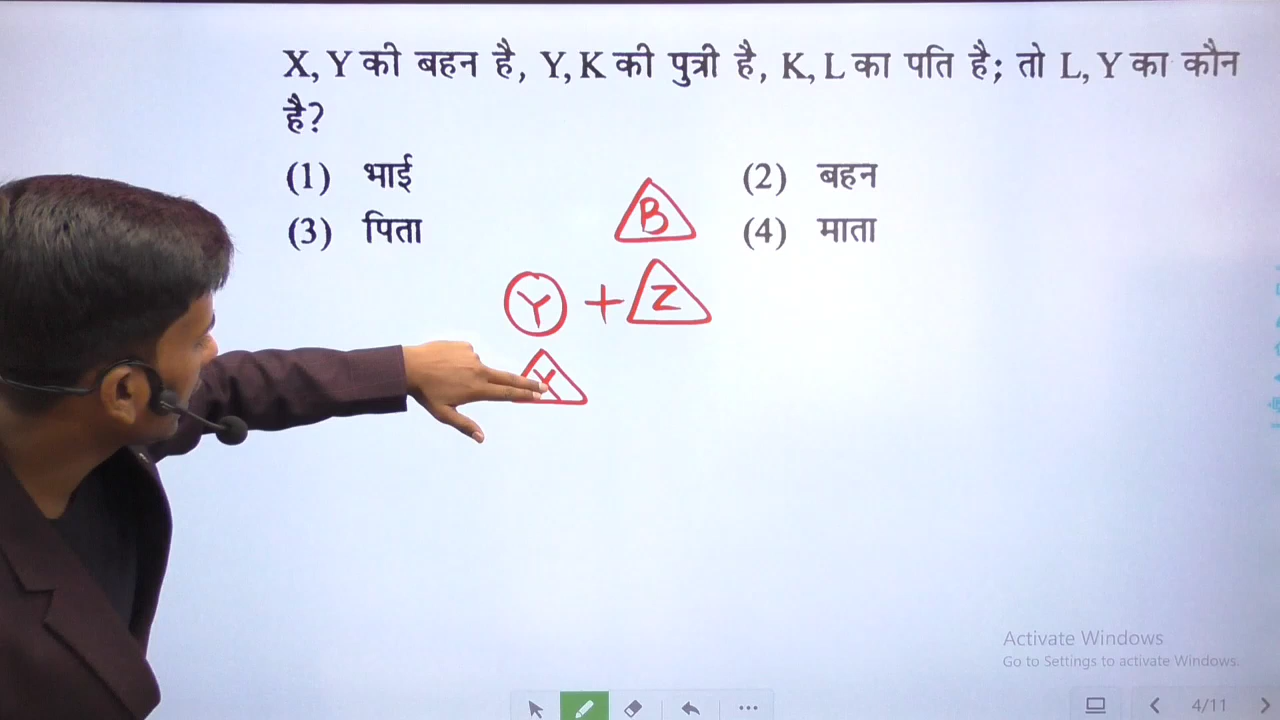 X, Y की बहन है, Y, K की पुत्री है, K, L का पति है; तो L, Y का कौन
है?
(1) भाई (2) बहन
(3) पिता (4) माता
B
Y + Z
X
Activate Windows
Go to Settings to activate Windows.
4/11